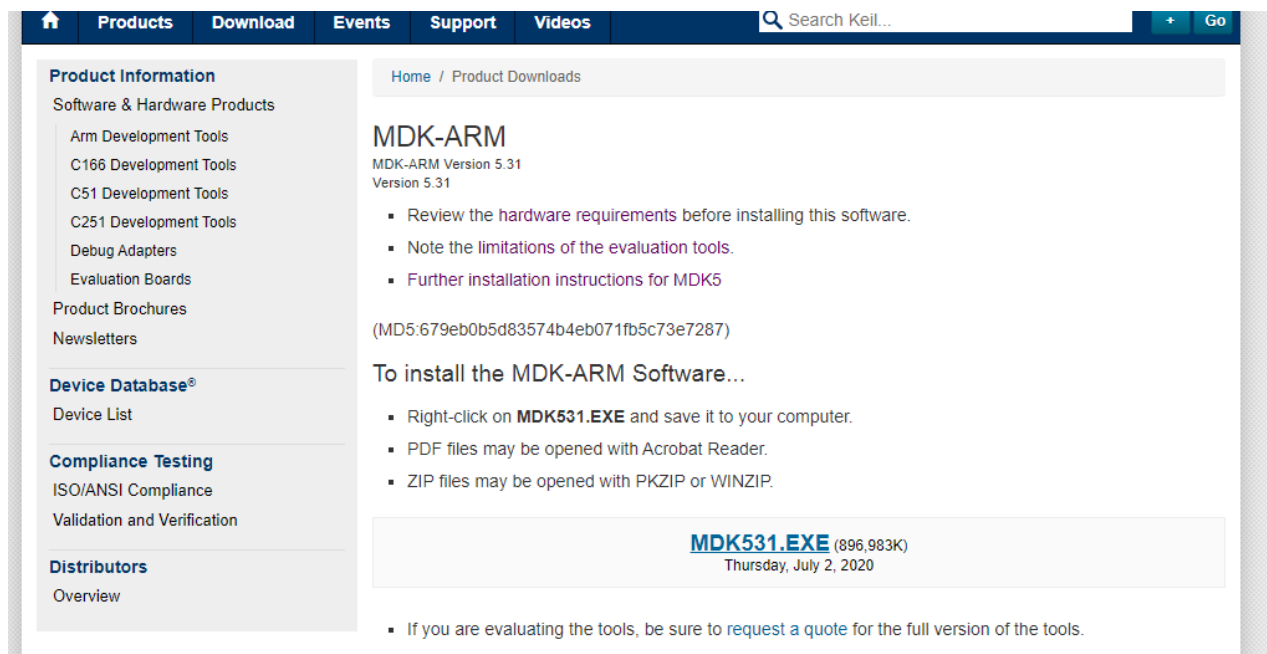 Products Download Events Support Videos Search Keil... + Go
Product Information
Software & Hardware Products
Arm Development Tools
C166 Development Tools
C51 Development Tools
C251 Development Tools
Debug Adapters
Evaluation Boards
Product Brochures
Newsletters
Device Database®
Device List
Compliance Testing
ISO/ANSI Compliance
Validation and Verification
Distributors
Overview
Home / Product Downloads
MDK-ARM
MDK-ARM Version 5.31
Version 5.31
Review the hardware requirements before installing this software.
Note the limitations of the evaluation tools.
Further installation instructions for MDK5
(MD5:679eb0b5d83574b4eb071fb5c73e7287)
To install the MDK-ARM Software...
Right-click on MDK531.EXE and save it to your computer.
PDF files may be opened with Acrobat Reader.
ZIP files may be opened with PKZIP or WINZIP.
MDK531.EXE (896,983K)
Thursday, July 2, 2020
If you are evaluating the tools, be sure to request a quote for the full version of the tools.